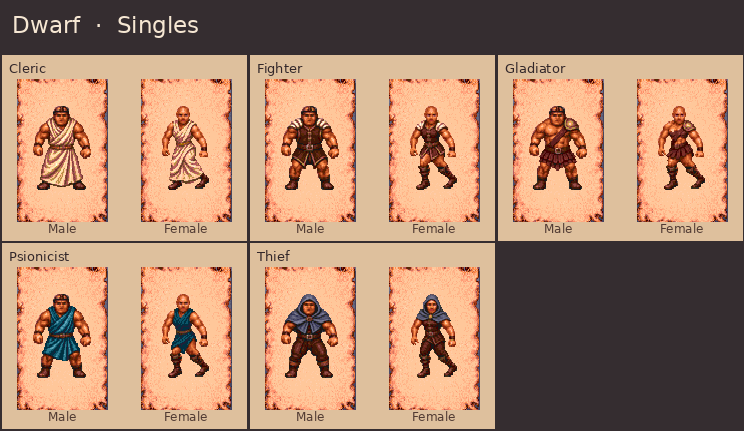 Dwarf · Singles
Cleric
Male
Female
Fighter
Male
Female
Gladiator
Male
Female
Psionicist
Male
Female
Thief
Male
Female